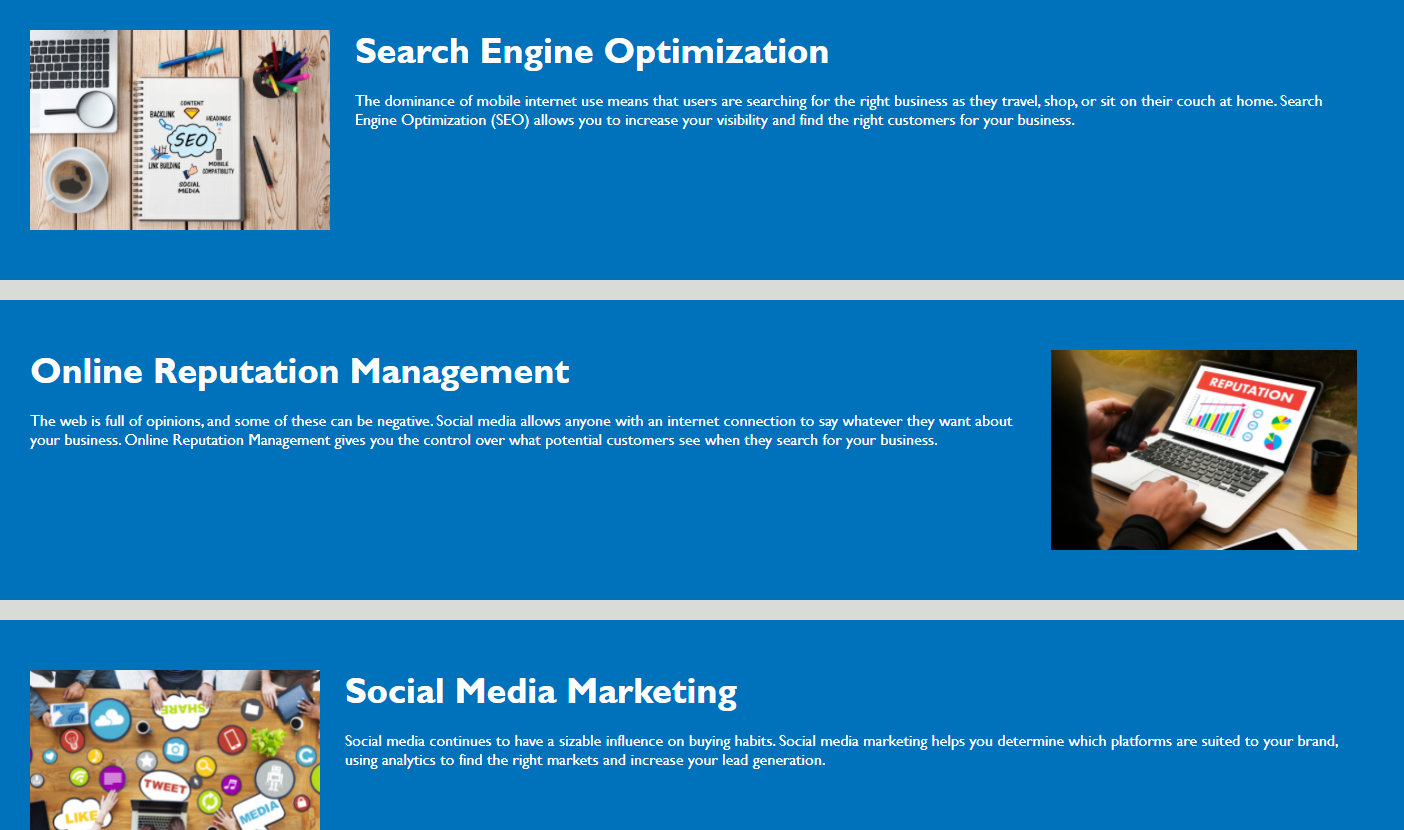 Search Engine Optimization
The dominance of mobile internet use means that users are searching for the right business as they travel, shop, or sit on their couch at home. Search
Engine Optimization (SEO) allows you to increase your visibility and find the right customers for your business.
CONTENT
BACKLINK
HEADINGS
SEO
LINK BUILDING
MOBILE
COMPATIBILITY
SOCIAL
MEDIA
Online Reputation Management
The web is full of opinions, and some of these can be negative. Social media allows anyone with an internet connection to say whatever they want about
your business. Online Reputation Management gives you the control over what potential customers see when they search for your business.
REPUTATION
Social Media Marketing
Social media continues to have a sizable influence on buying habits. Social media marketing helps you determine which platforms are suited to your brand,
using analytics to find the right markets and increase your lead generation.
SHARE
TWEET
LIKE
MEDIA